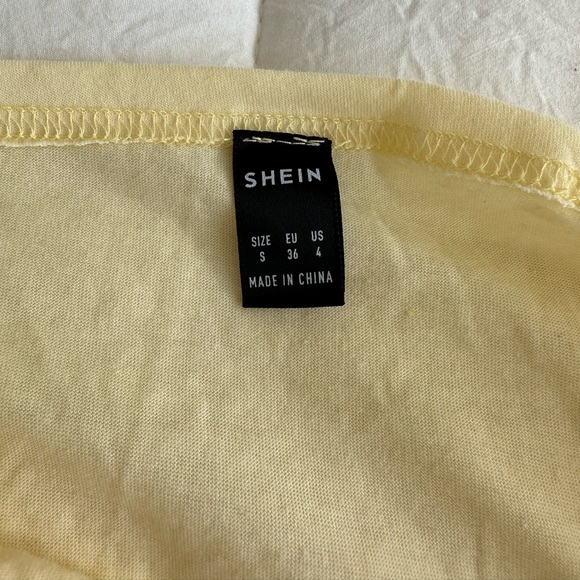 SHEIN
SIZE EU US
S 36 4
MADE IN CHINA